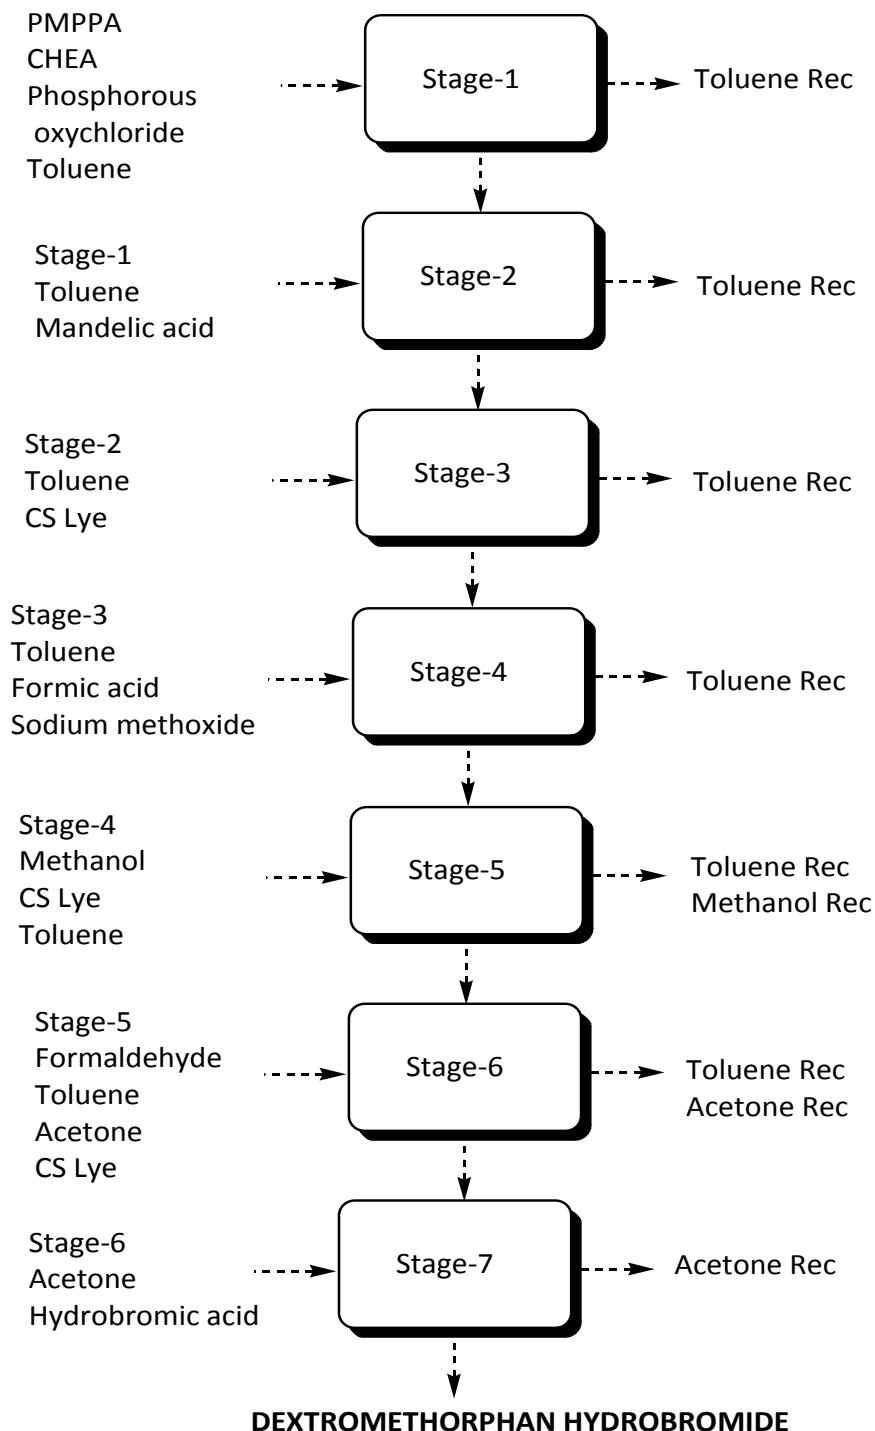 PMPPA
CHEA
Phosphorous
oxychloride
Toluene
Stage-1
Toluene Rec
Stage-1
Toluene
Mandelic acid
Stage-2
Toluene Rec
Stage-2
Toluene
CS Lye
Stage-3
Toluene Rec
Stage-3
Toluene
Formic acid
Sodium methoxide
Stage-4
Toluene Rec
Stage-4
Methanol
CS Lye
Toluene
Stage-5
Toluene Rec
Methanol Rec
Stage-5
Formaldehyde
Toluene
Acetone
CS Lye
Stage-6
Toluene Rec
Acetone Rec
Stage-6
Acetone
Hydrobromic acid
Stage-7
Acetone Rec
DEXTROMETHORPHAN HYDROBROMIDE